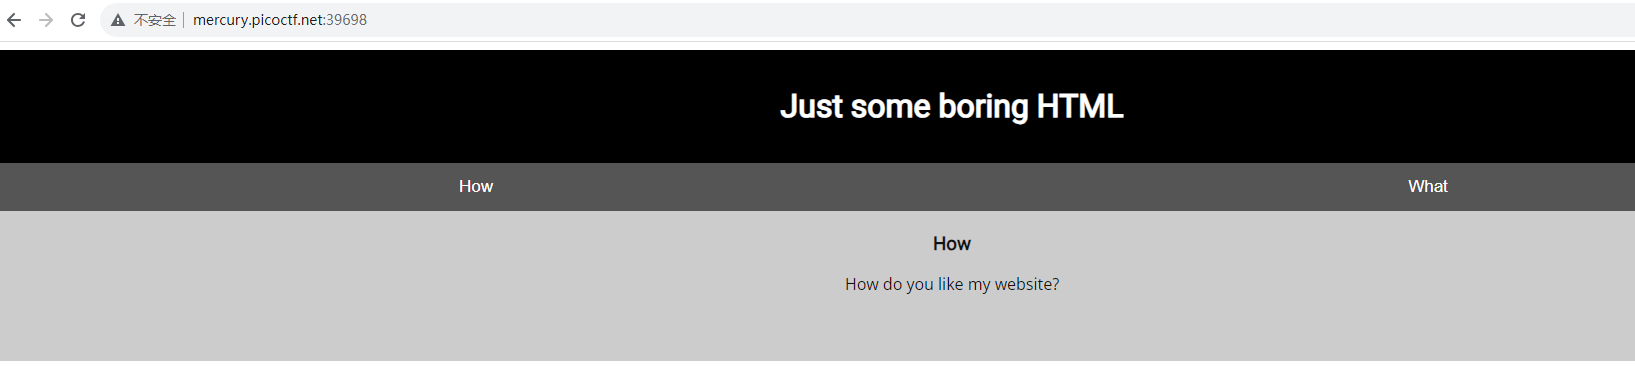 不安全 mercury.picoctf.net:39698
Just some boring HTML
How What
How
How do you like my website?